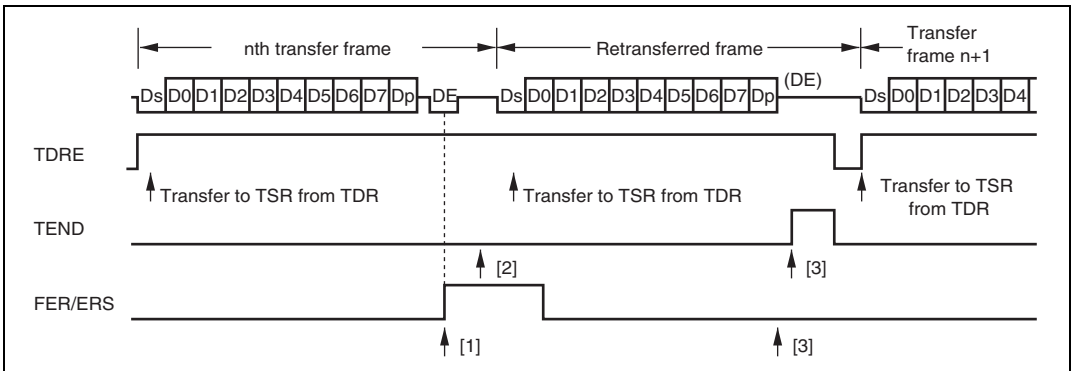 nth transfer frame
Retransferred frame
Transfer
frame n+1
Ds D0 D1 D2 D3 D4 D5 D6 D7 Dp DE
Ds D0 D1 D2 D3 D4 D5 D6 D7 Dp (DE)
Ds D0 D1 D2 D3 D4
TDRE
Transfer to TSR from TDR
Transfer to TSR from TDR
Transfer to TSR
from TDR
TEND
[2]
[3]
FER/ERS
[1]
[3]